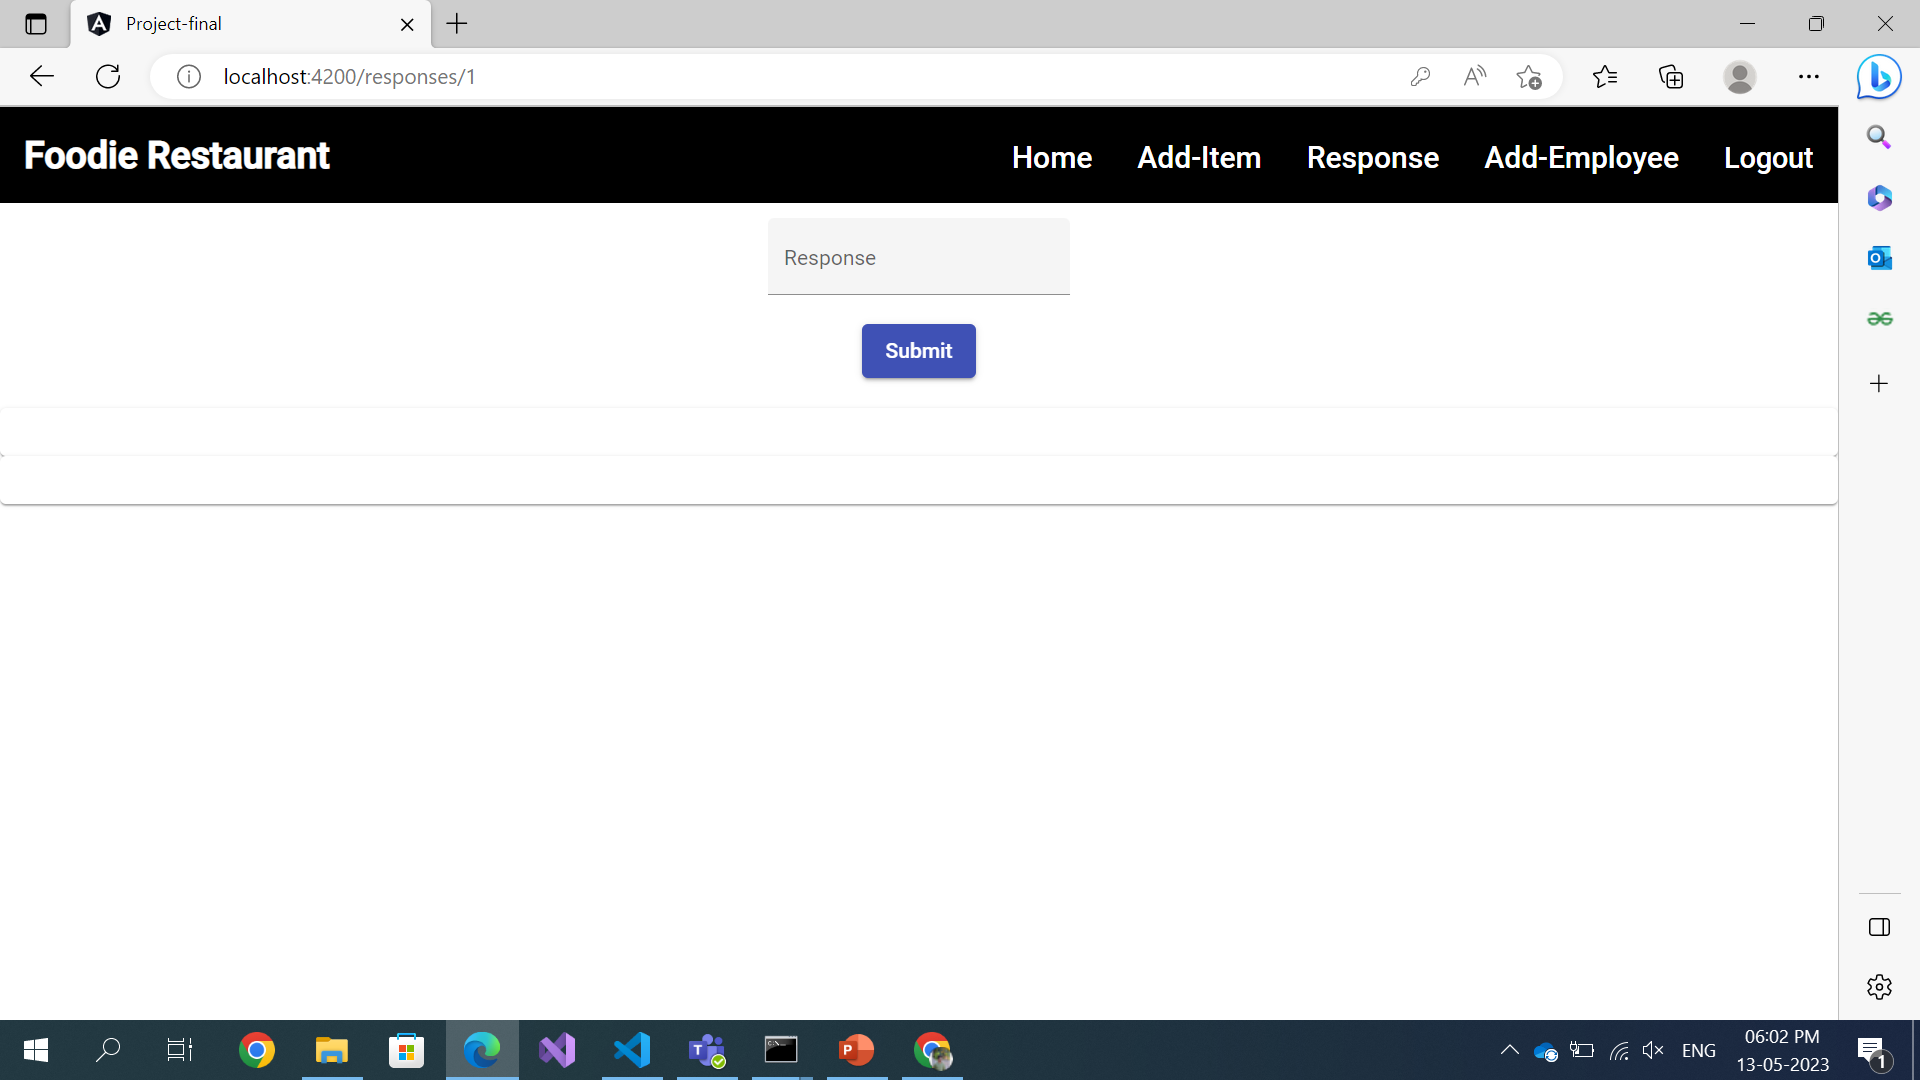 Project-final
localhost:4200/responses/1
Foodie Restaurant
Home Add-Item Response Add-Employee Logout
Response
Submit
ENG
06:02 PM
13-05-2023
1